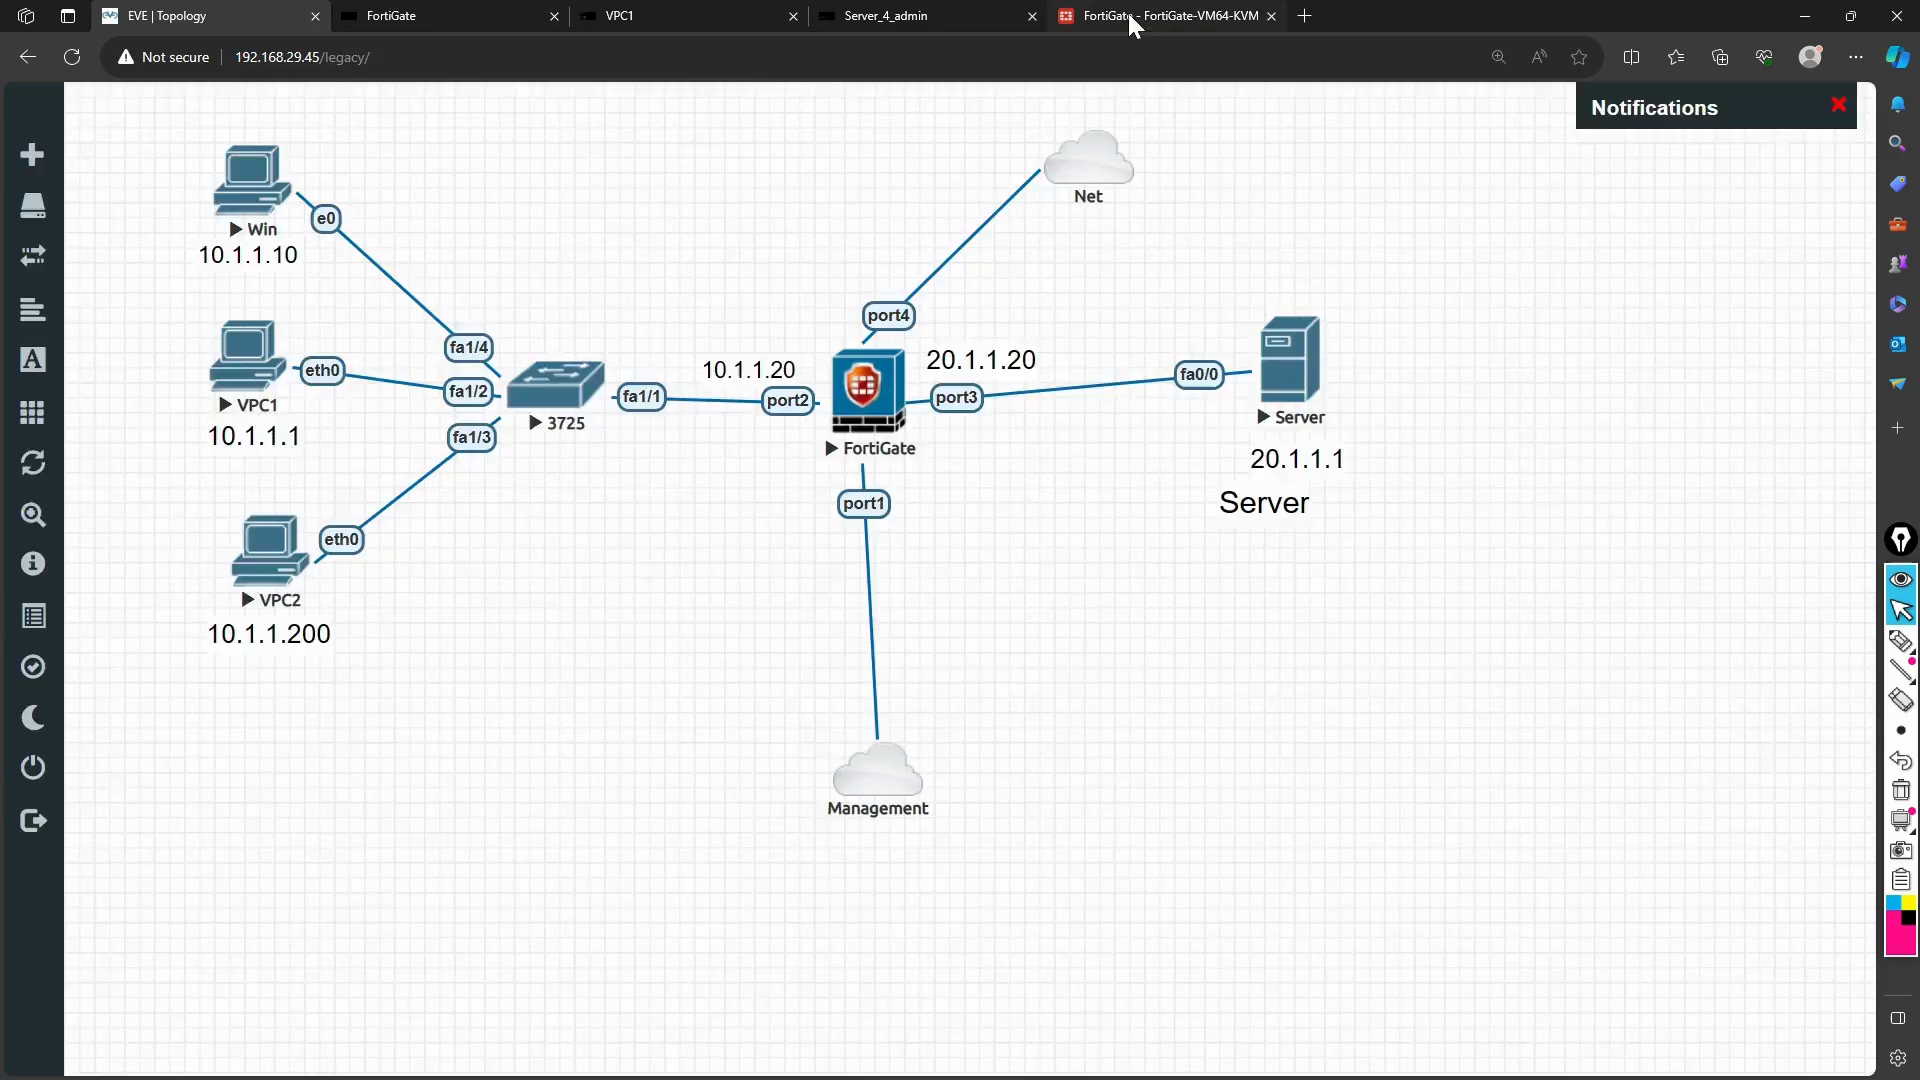 EVE | Topology
FortiGate
VPC1
Server_4_admin
FortiGate - FortiGate-VM64-KVM
Not secure
192.168.29.45/legacy/
Notifications
Net
Win
e0
10.1.1.10
port4
fa1/4
10.1.1.20
20.1.1.20
eth0
fa1/2
fa1/1
port2
port3
fa0/0
VPC1
3725
Server
10.1.1.1
fa1/3
FortiGate
20.1.1.1
port1
Server
eth0
VPC2
10.1.1.200
Management